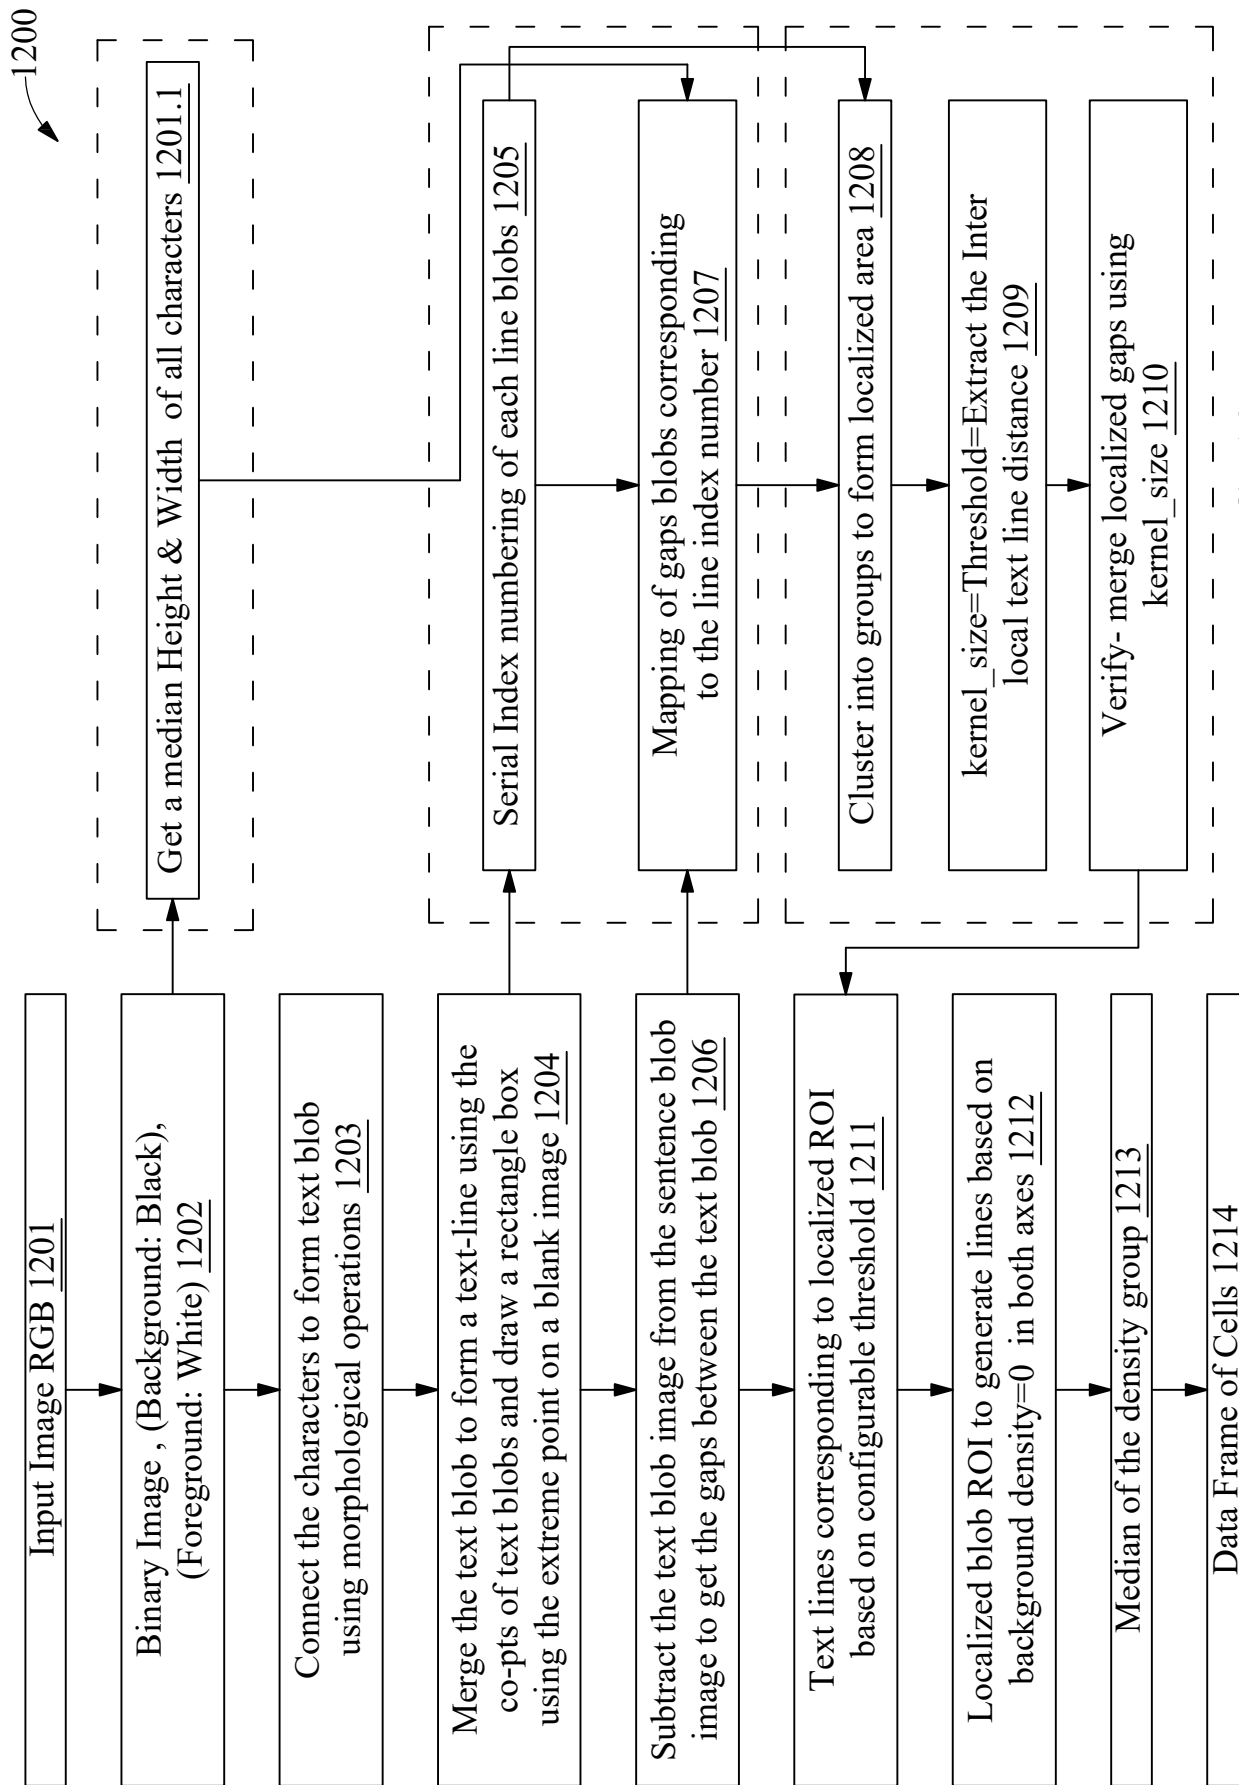 1200
Input Image RGB 1201
Binary Image , (Background: Black),
(Foreground: White) 1202
Get a median Height & Width of all characters 1201.1
Connect the characters to form text blob
using morphological operations 1203
Merge the text blob to form a text-line using the
co-pts of text blobs and draw a rectangle box
using the extreme point on a blank image 1204
Serial Index numbering of each line blobs 1205
Subtract the text blob image from the sentence blob
image to get the gaps between the text blob 1206
Mapping of gaps blobs corresponding
to the line index number 1207
Cluster into groups to form localized area 1208
kernel_size=Threshold=Extract the Inter
local text line distance 1209
Verify- merge localized gaps using
kernel_size 1210
Text lines corresponding to localized ROI
based on configurable threshold 1211
Localized blob ROI to generate lines based on
background density=0 in both axes 1212
Median of the density group 1213
Data Frame of Cells 1214